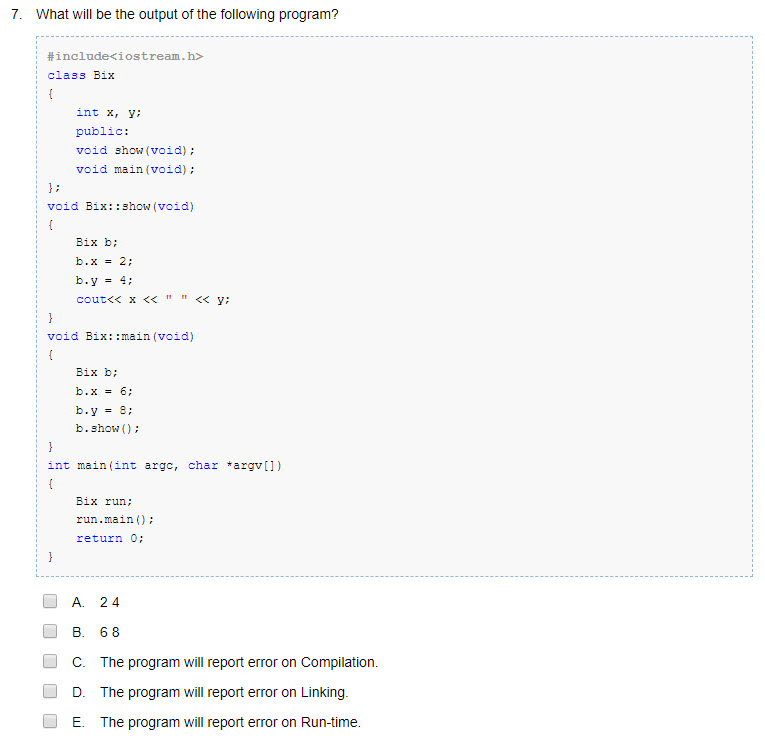 7. What will be the output of the following program?
#include<iostream.h>
class Bix
{
    int x, y;
    public:
    void show(void);
    void main(void);
};
void Bix::show(void)
{
    Bix b;
    b.x = 2;
    b.y = 4;
    cout<< x << " " << y;
}
void Bix::main(void)
{
    Bix b;
    b.x = 6;
    b.y = 8;
    b.show();
}
int main(int argc, char *argv[])
{
    Bix run;
    run.main();
    return 0;
}
A. 2 4
B. 6 8
C. The program will report error on Compilation.
D. The program will report error on Linking.
E. The program will report error on Run-time.